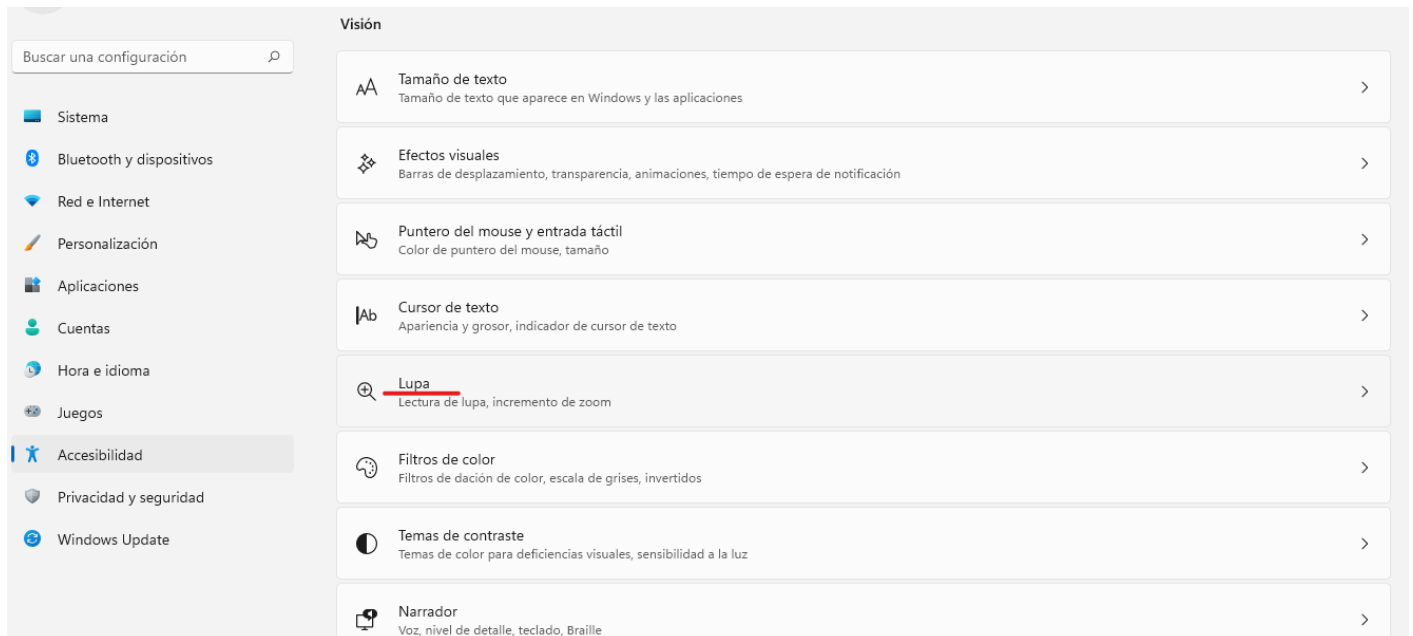 Buscar una configuración
Sistema
Bluetooth y dispositivos
Red e Internet
Personalización
Aplicaciones
Cuentas
Hora e idioma
Juegos
Accesibilidad
Privacidad y seguridad
Windows Update
Visión
Tamaño de texto
Tamaño de texto que aparece en Windows y las aplicaciones
Efectos visuales
Barras de desplazamiento, transparencia, animaciones, tiempo de espera de notificación
Puntero del mouse y entrada táctil
Color de puntero del mouse, tamaño
Cursor de texto
Apariencia y grosor, indicador de cursor de texto
Lupa
Lectura de lupa, incremento de zoom
Filtros de color
Filtros de dación de color, escala de grises, invertidos
Temas de contraste
Temas de color para deficiencias visuales, sensibilidad a la luz
Narrador
Voz, nivel de detalle, teclado, Braille